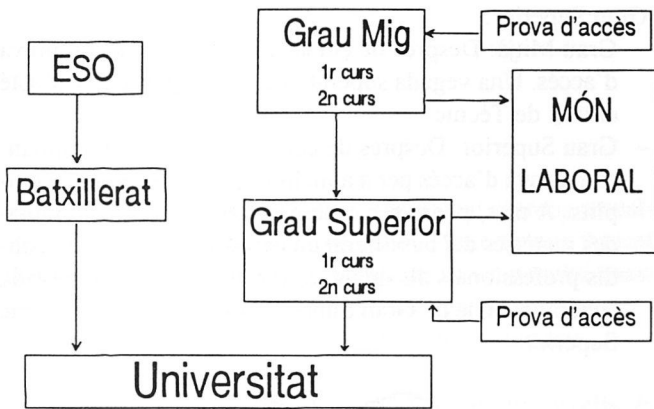 ESO
Batxillerat
Grau Mig
1r curs
2n curs
Prova d'accès
MÓN
LABORAL
Grau Superior
1r curs
2n curs
Prova d'accès
Universitat